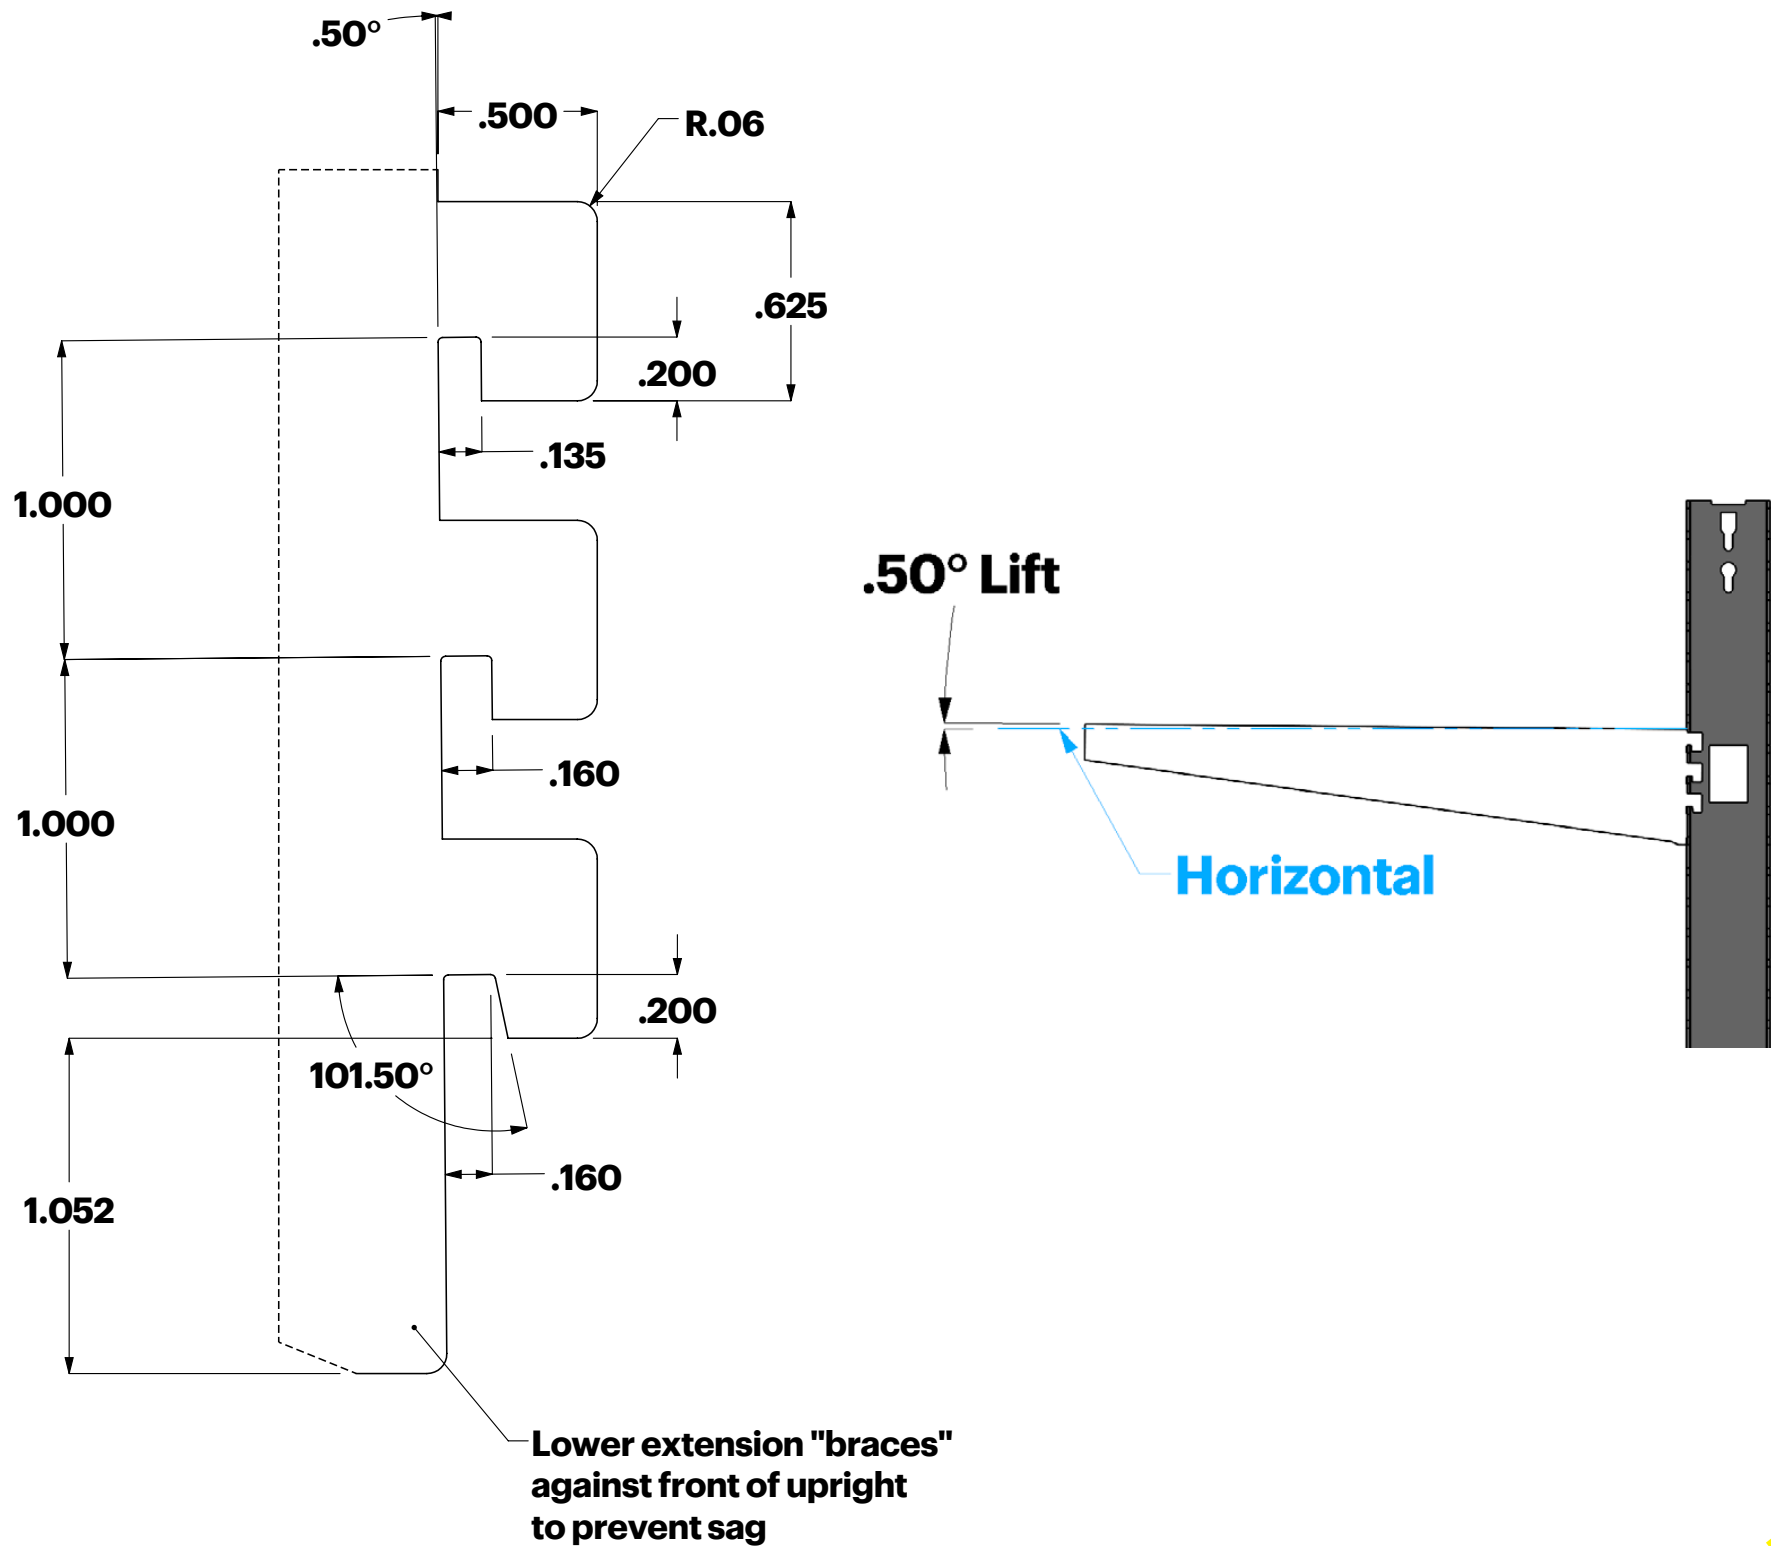 .50°
.500
R.06
.625
.200
.135
1.000
.50° Lift
.160
1.000
Horizontal
.200
101.50°
.160
1.052
Lower extension "braces"
against front of upright
to prevent sag